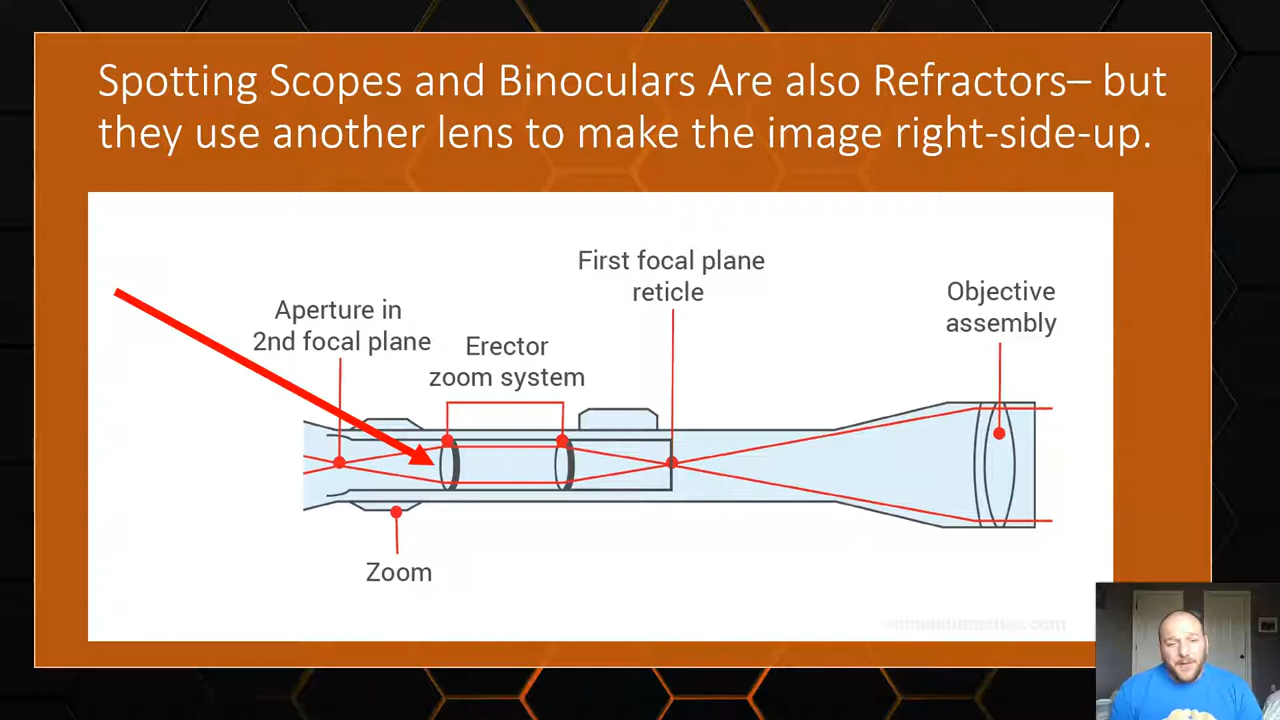 Spotting Scopes and Binoculars Are also Refractors– but
they use another lens to make the image right-side-up.
First focal plane
reticle
Objective
assembly
Aperture in
2nd focal plane
Erector
zoom system
Zoom